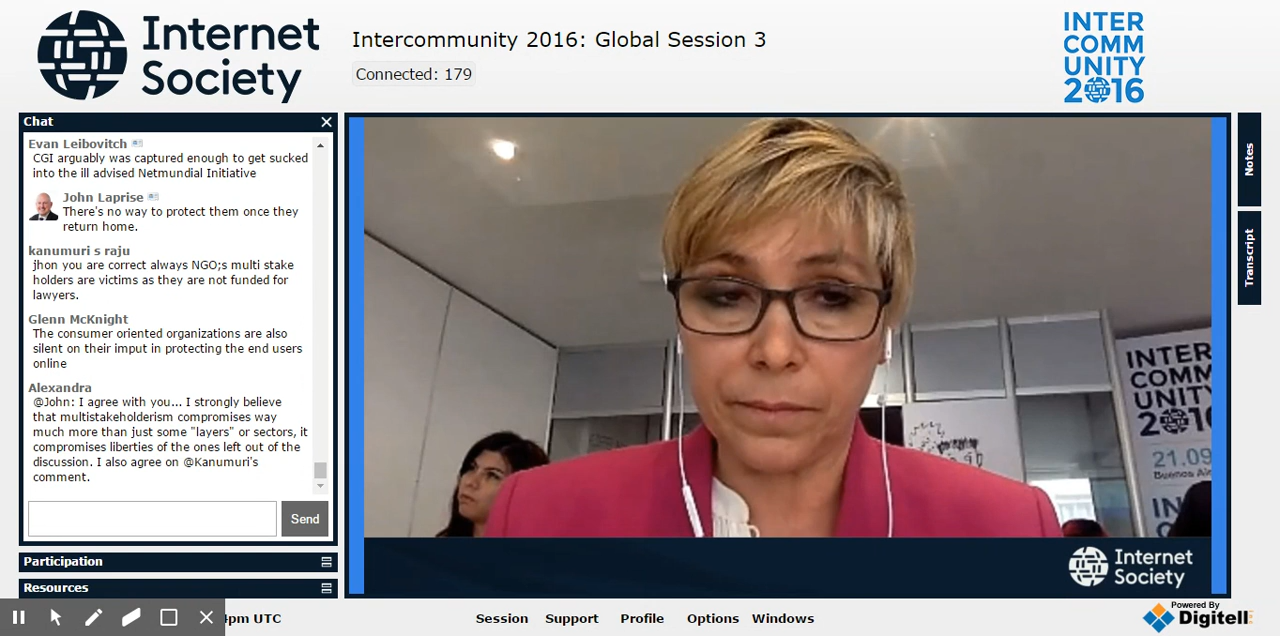 Internet
Society
Intercommunity 2016: Global Session 3
Connected: 179
INTER
COMM
UNITY
2016
Chat
Evan Leibovitch
CGI arguably was captured enough to get sucked
into the ill advised Netmundial Initiative
John Laprise
There's no way to protect them once they
return home.
kanumuri s raju
jhon you are correct always NGO;s multi stake
holders are victims as they are not funded for
lawyers.
Glenn McKnight
The consumer oriented organizations are also
silent on their imput in protecting the end users
online
Alexandra
@John: I agree with you... I strongly believe
that multistakeholderism compromises way
much more than just some "layers" or sectors, it
compromises liberties of the ones left out of the
discussion. I also agree on @Kanumuri's
comment.
Send
Participation
Resources
INTER
COMM
UNITY
2016
21.09
Buenos
Internet
Society
Notes
Transcript
4pm UTC
Session
Support
Profile
Options
Windows
Powered By
Digitell